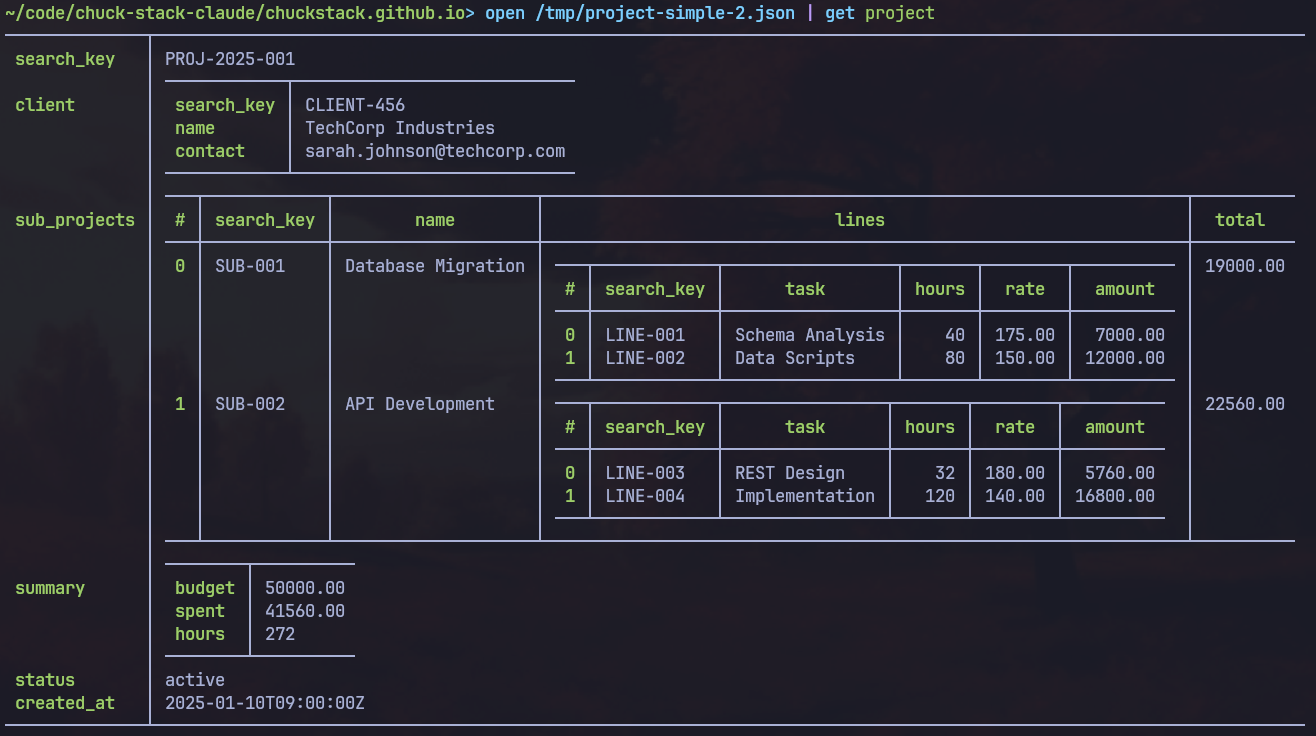 ~/code/chuck-stack-claude/chuckstack.github.io> open /tmp/project-simple-2.json | get project
search_key PROJ-2025-001
client search_key CLIENT-456
name TechCorp Industries
contact sarah.johnson@techcorp.com
sub_projects # search_key name lines total
0 SUB-001 Database Migration 19000.00
# search_key task hours rate amount
0 LINE-001 Schema Analysis 40 175.00 7000.00
1 LINE-002 Data Scripts 80 150.00 12000.00
1 SUB-002 API Development 22560.00
# search_key task hours rate amount
0 LINE-003 REST Design 32 180.00 5760.00
1 LINE-004 Implementation 120 140.00 16800.00
summary budget 50000.00
spent 41560.00
hours 272
status active
created_at 2025-01-10T09:00:00Z